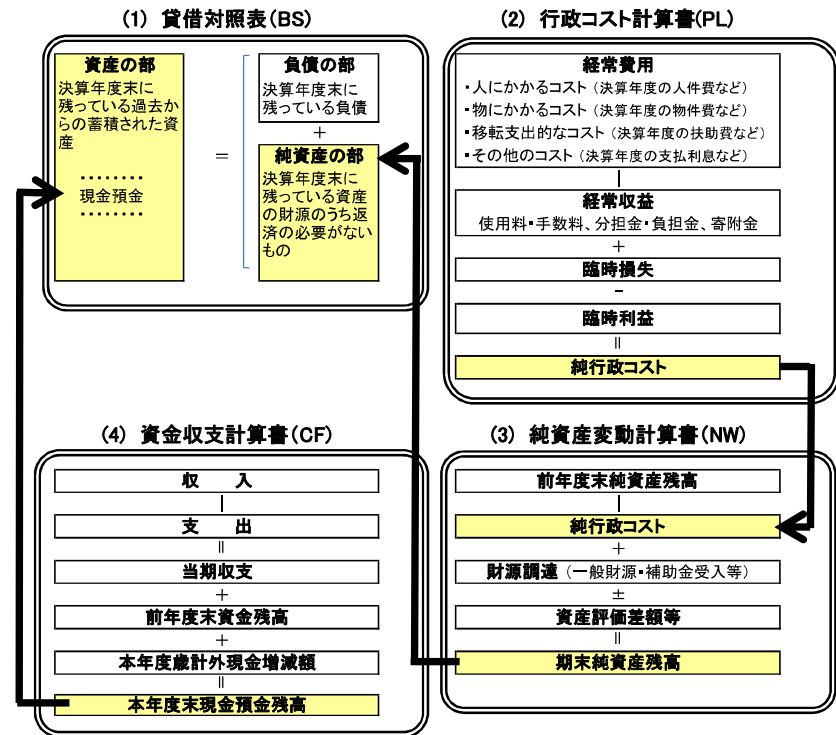 (1) 貸借対照表(BS)
資産の部
決算年度末に
残っている過去か
らの蓄積された資
産
・・・・・・・・
現金預金
・・・・・・・・
=
負債の部
決算年度末に
残っている負債
+
純資産の部
決算年度末に
残っている資産
の財源のうち返
済の必要がない
もの
(2) 行政コスト計算書(PL)
経常費用
・人にかかるコスト(決算年度の人件費など)
・物にかかるコスト(決算年度の物件費など)
・移転支出的なコスト(決算年度の扶助費など)
・その他のコスト(決算年度の支払利息など)
|
経常収益
使用料・手数料、分担金・負担金、寄附金
+
臨時損失
-
臨時利益
||
純行政コスト
(4) 資金収支計算書(CF)
収 入
|
支 出
||
当期収支
+
前年度末資金残高
+
本年度歳計外現金増減額
||
本年度末現金預金残高
(3) 純資産変動計算書(NW)
前年度末純資産残高
|
純行政コスト
+
財源調達(一般財源・補助金受入等)
±
資産評価差額等
||
期末純資産残高